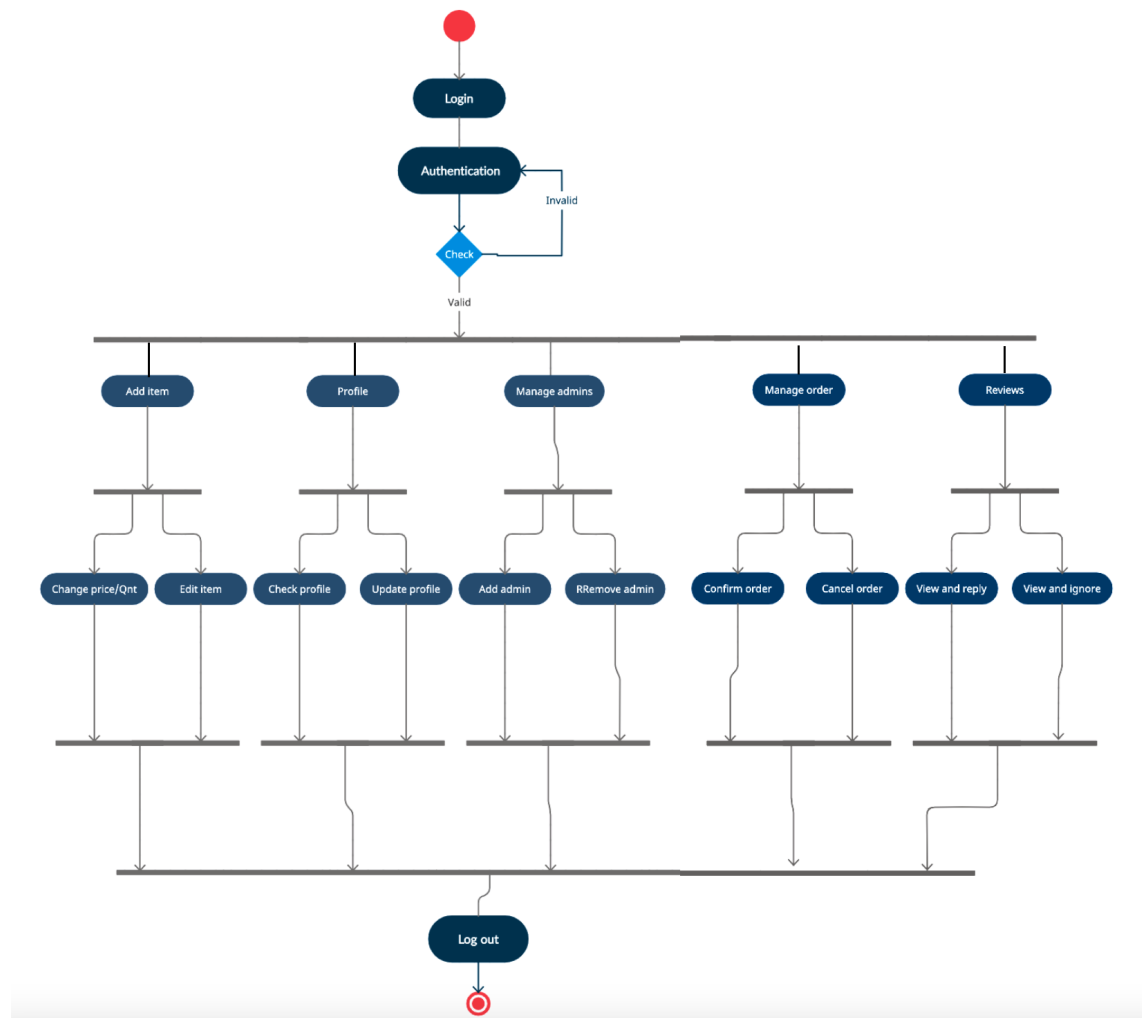 Login
Authentication
Invalid
Check
Valid
Add item
Profile
Manage admins
Manage order
Reviews
Change price/Qnt
Edit item
Check profile
Update profile
Add admin
RRemove admin
Confirm order
Cancel order
View and reply
View and ignore
Log out